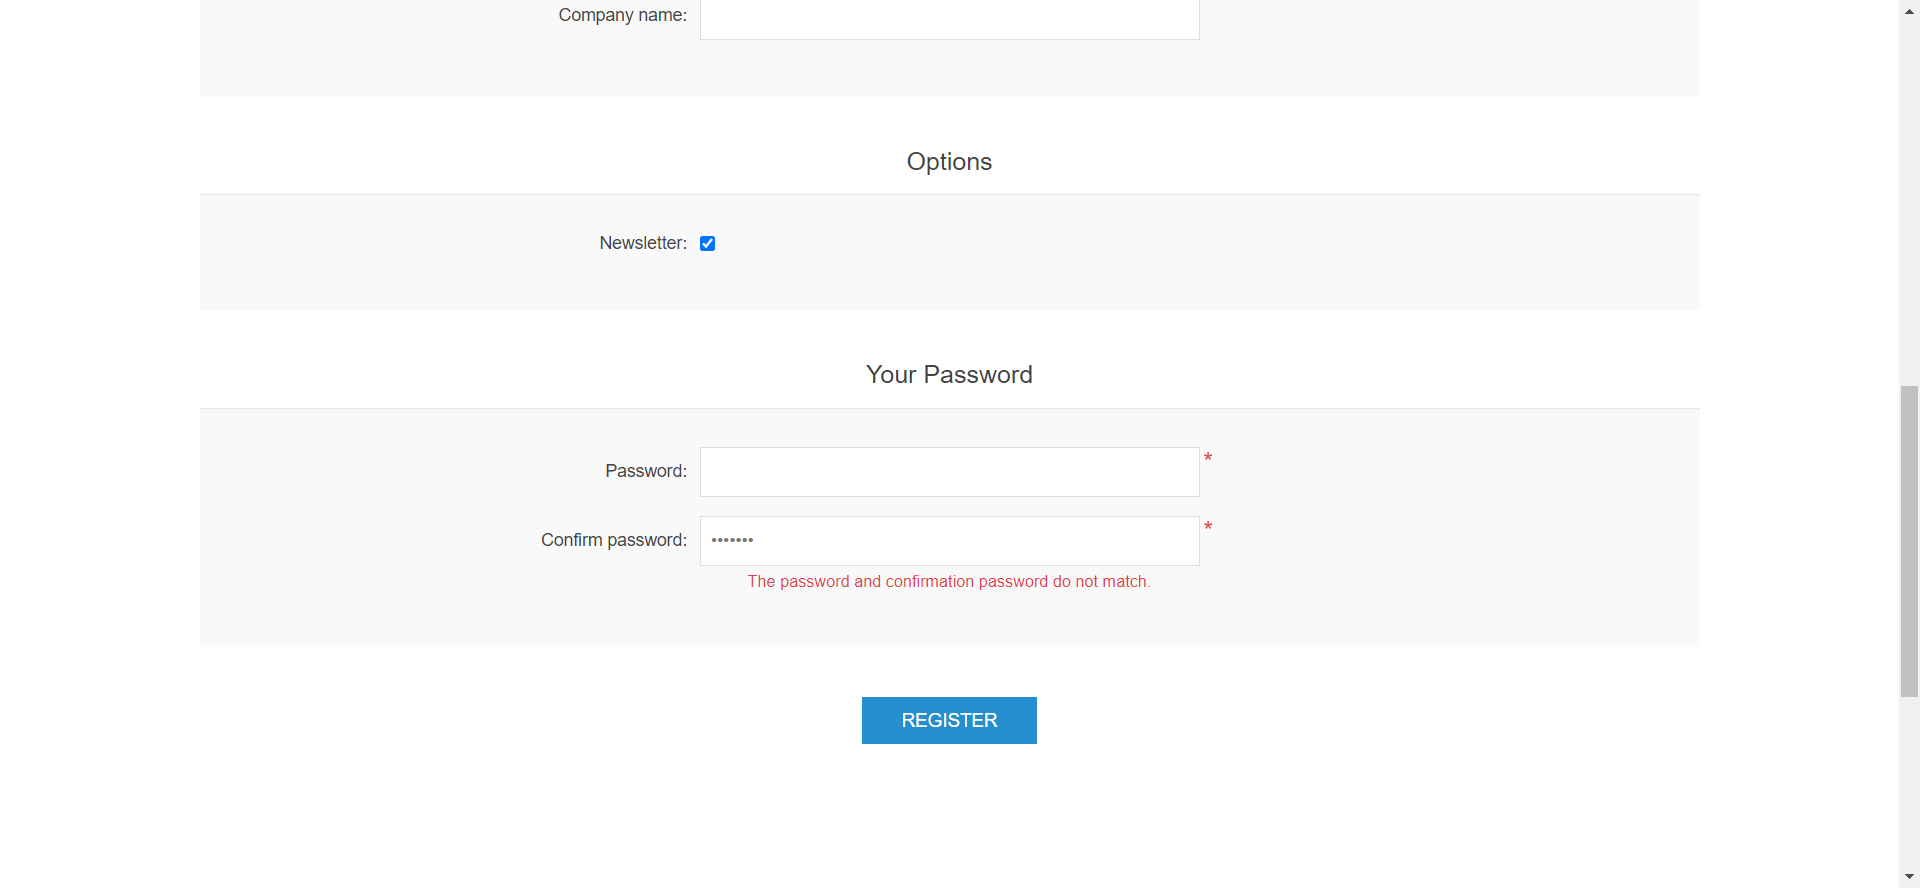 Company name:
Options
Newsletter:
Your Password
Password:
*
Confirm password: •••••••
*
The password and confirmation password do not match.
REGISTER